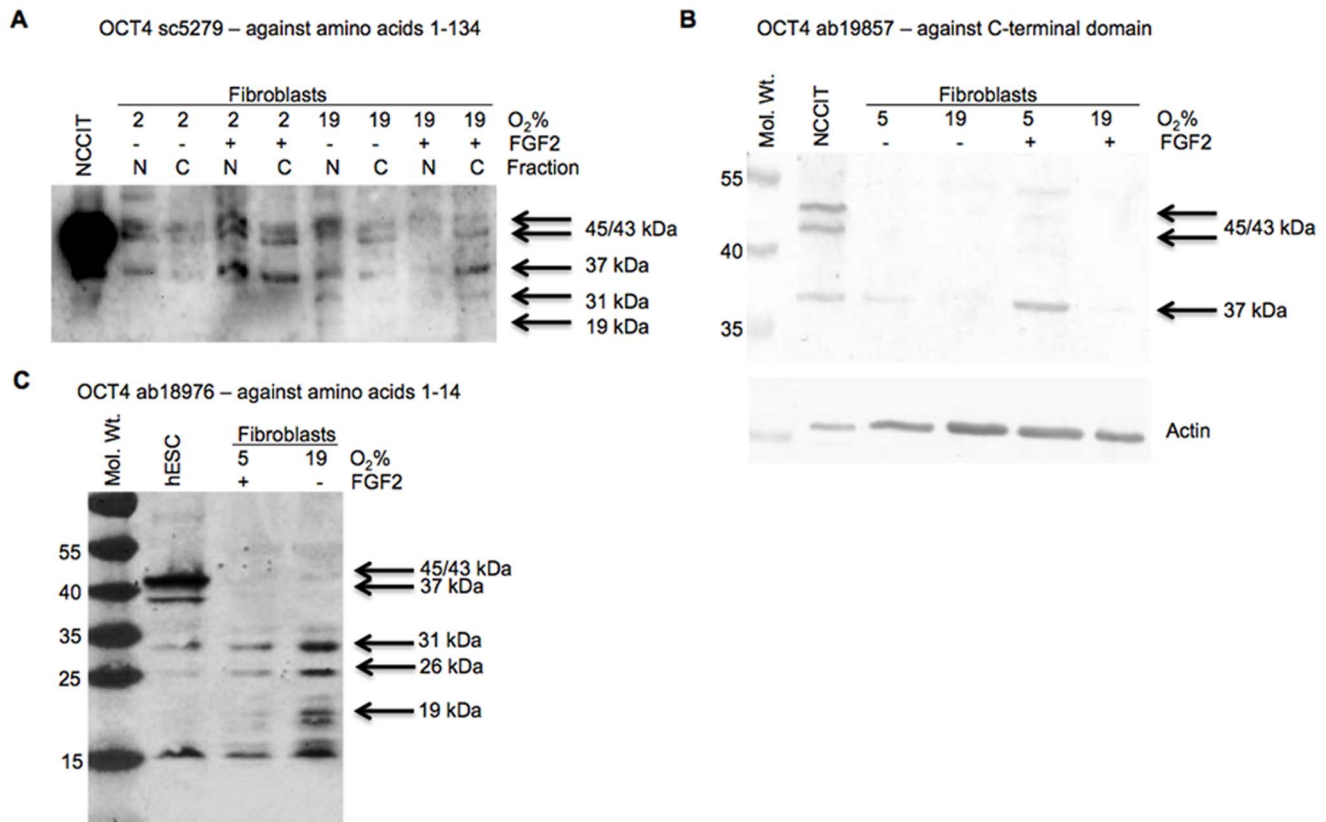 A
OCT4 sc5279 – against amino acids 1-134
NCCIT
Fibroblasts
2 2 2 2 19 19 19 19 O₂%
- - + + - - + + FGF2
N C N C N C N C Fraction
45/43 kDa
37 kDa
31 kDa
19 kDa
B
OCT4 ab19857 – against C-terminal domain
Mol. Wt.
NCCIT
Fibroblasts
5 19 5 19 O₂%
- - + + FGF2
55
40
35
45/43 kDa
37 kDa
Actin
C
OCT4 ab18976 – against amino acids 1-14
Mol. Wt.
hESC
Fibroblasts
5 19 O₂%
+ - FGF2
55
40
35
25
15
45/43 kDa
37 kDa
31 kDa
26 kDa
19 kDa